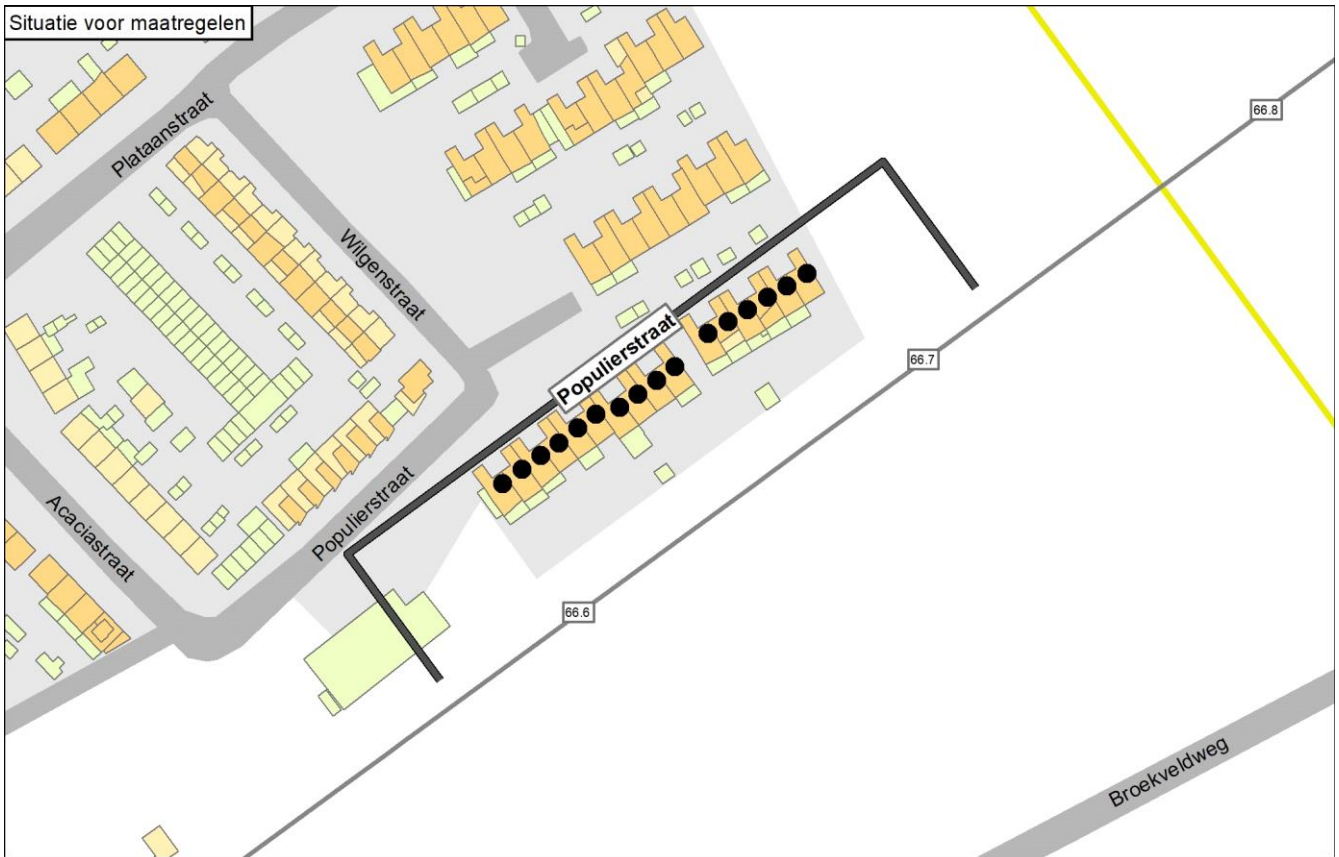 Situatie voor maatregelen
66.8
Plataanstraat
Wilgenstraat
Populierstraat
66.7
Populierstraat
Acaciastraat
66.6
Broekveldweg